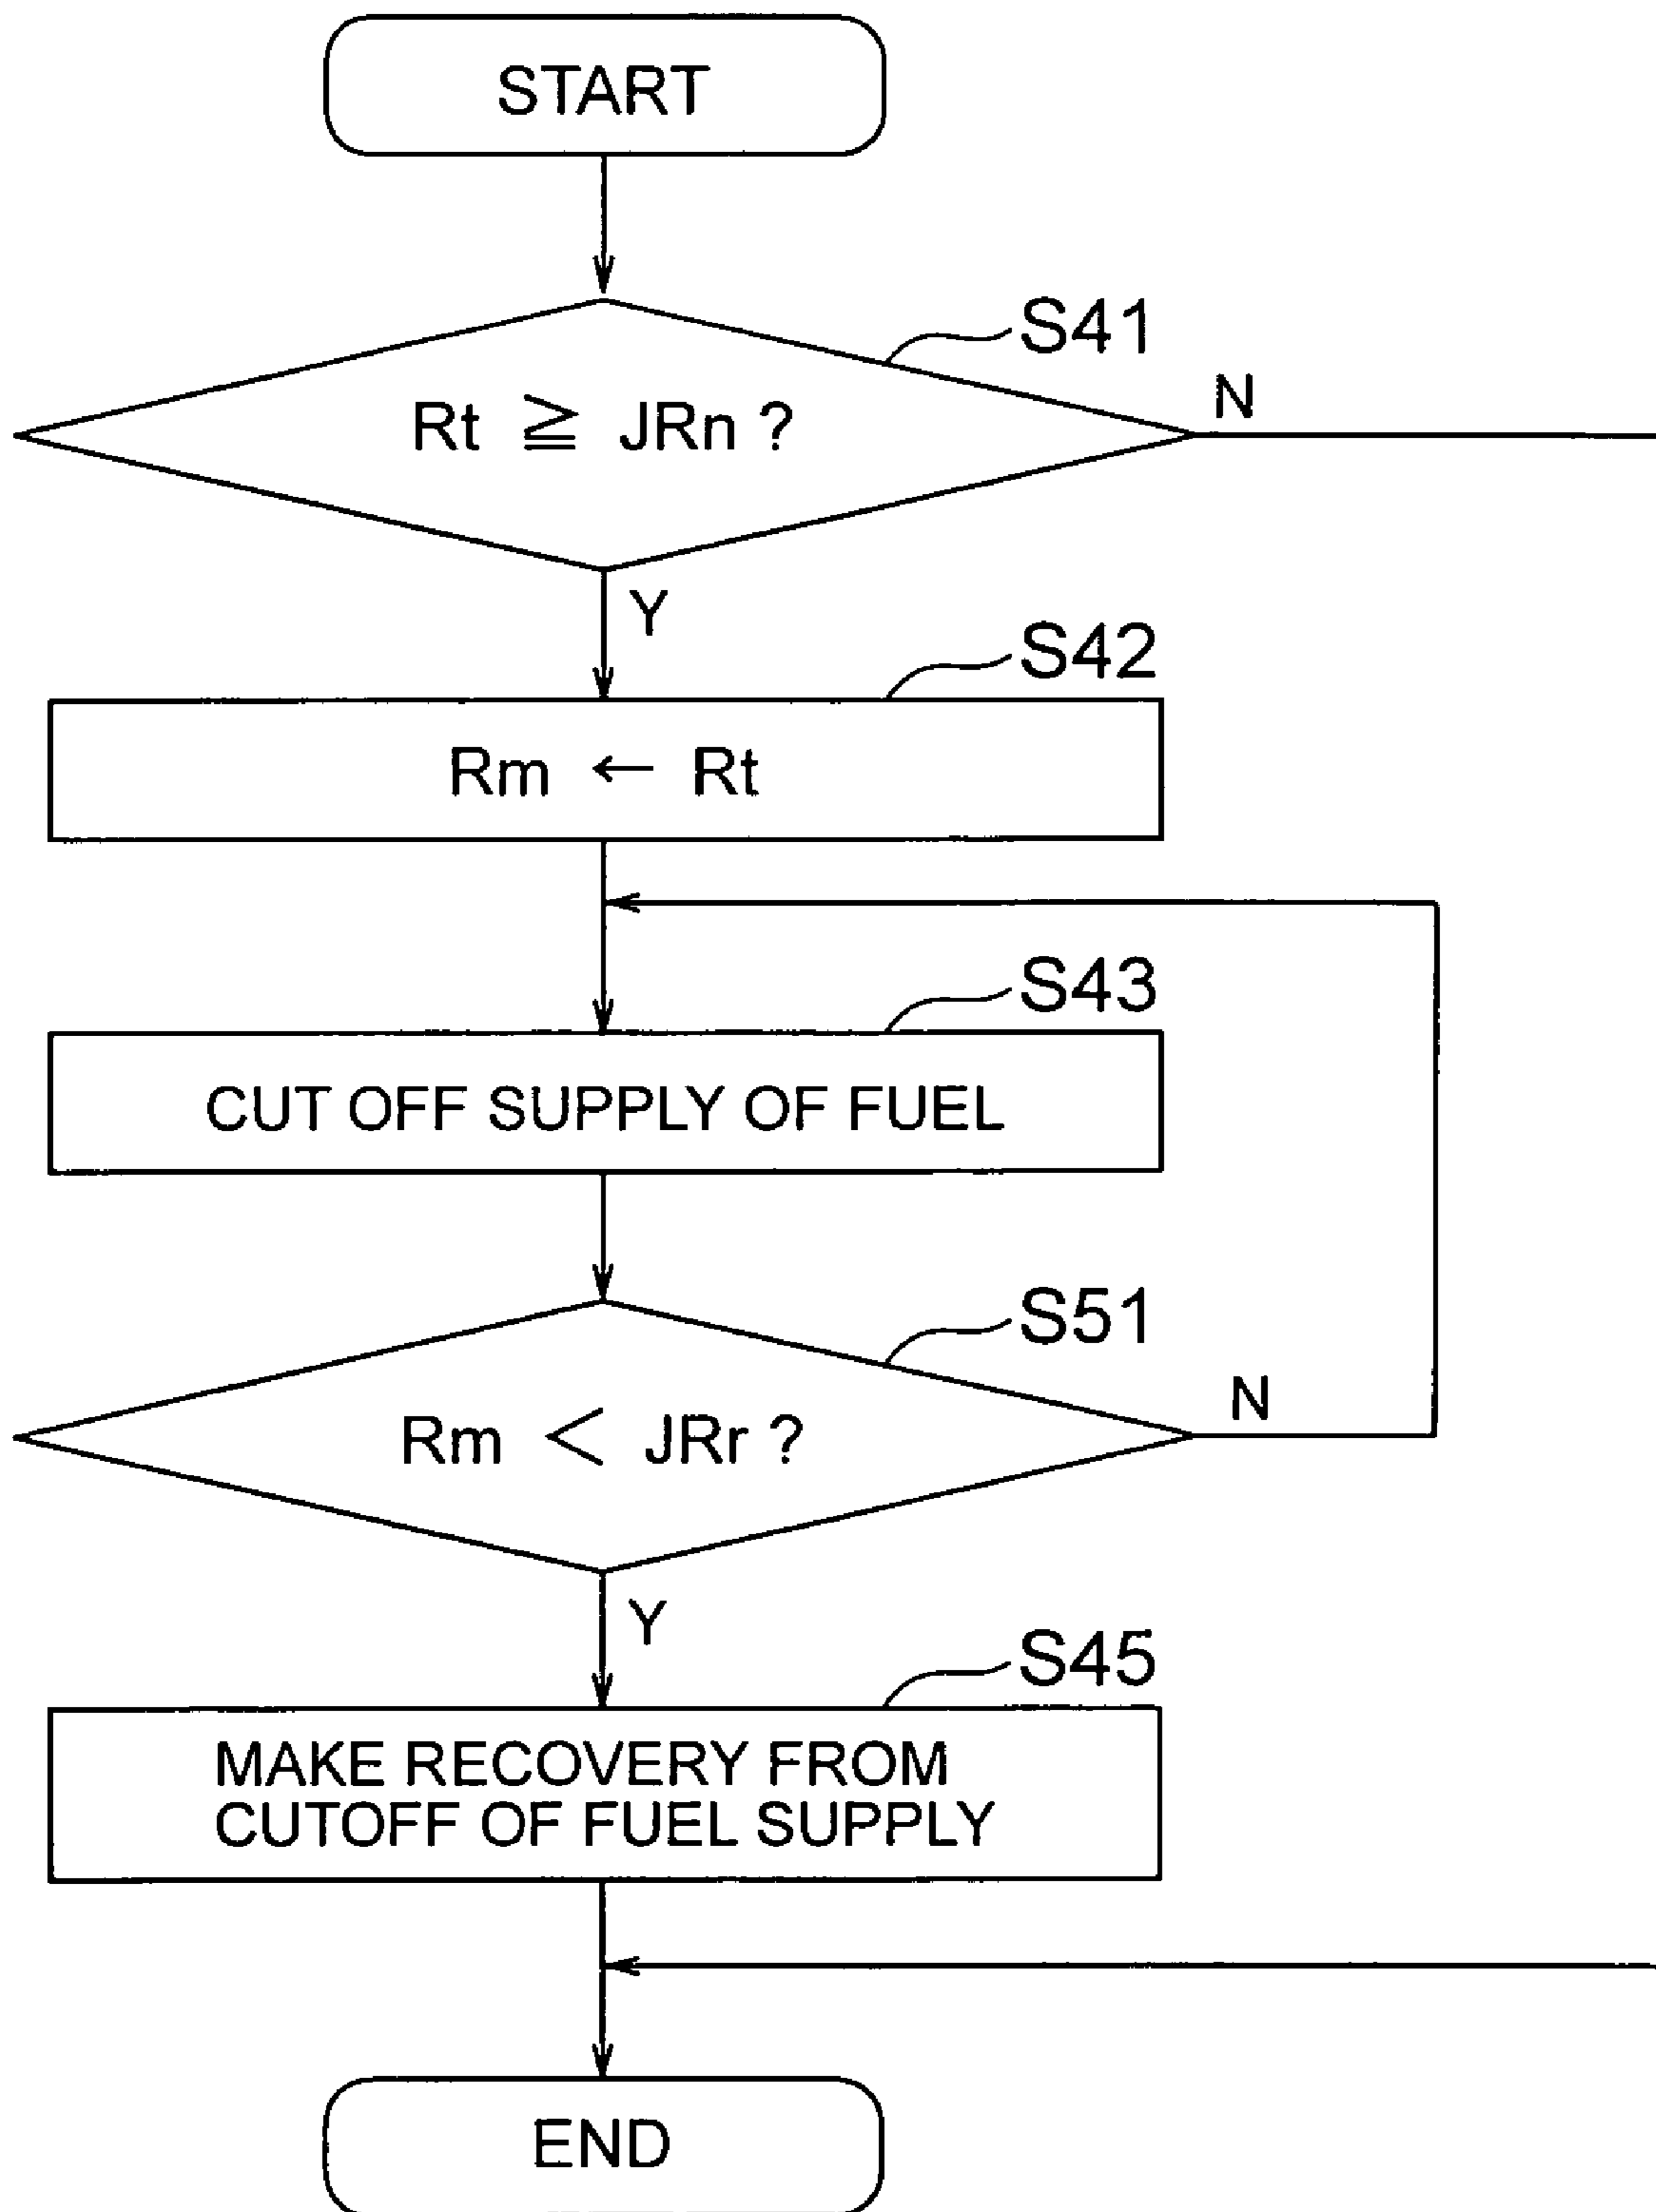 START
S41
Rt ≧ JRn ?
N
Y
S42
Rm ← Rt
S43
CUT OFF SUPPLY OF FUEL
S51
Rm < JRr ?
N
Y
S45
MAKE RECOVERY FROM
CUTOFF OF FUEL SUPPLY
END